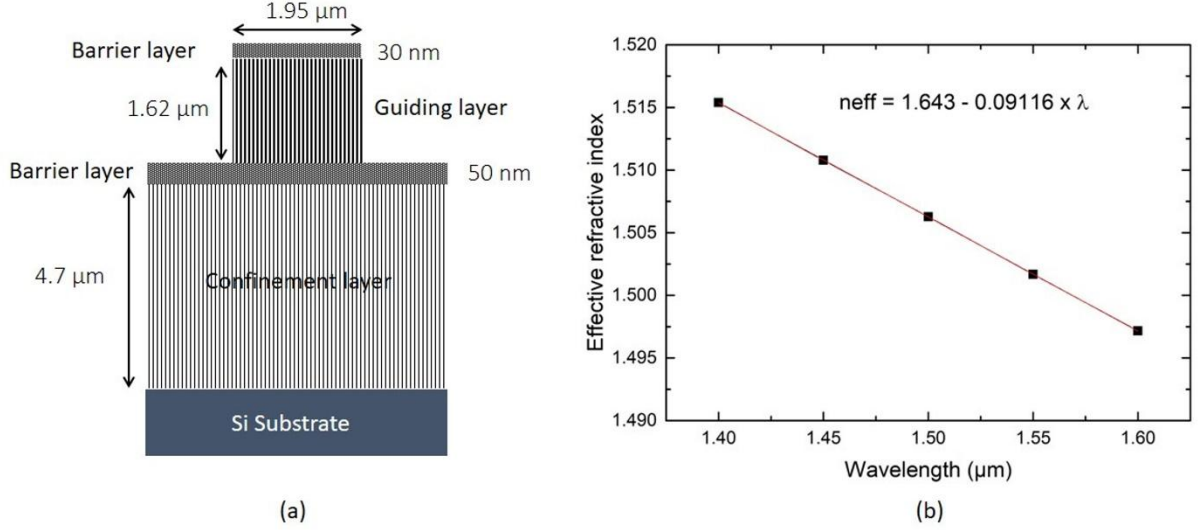 1.95 µm
Barrier layer
30 nm
1.62 µm
Guiding layer
Barrier layer
50 nm
4.7 µm
Confinement layer
Si Substrate
(a)
Effective refractive index
1.520
1.515
1.510
1.505
1.500
1.495
1.490
neff = 1.643 - 0.09116 x λ
1.40
1.45
1.50
1.55
1.60
Wavelength (µm)
(b)